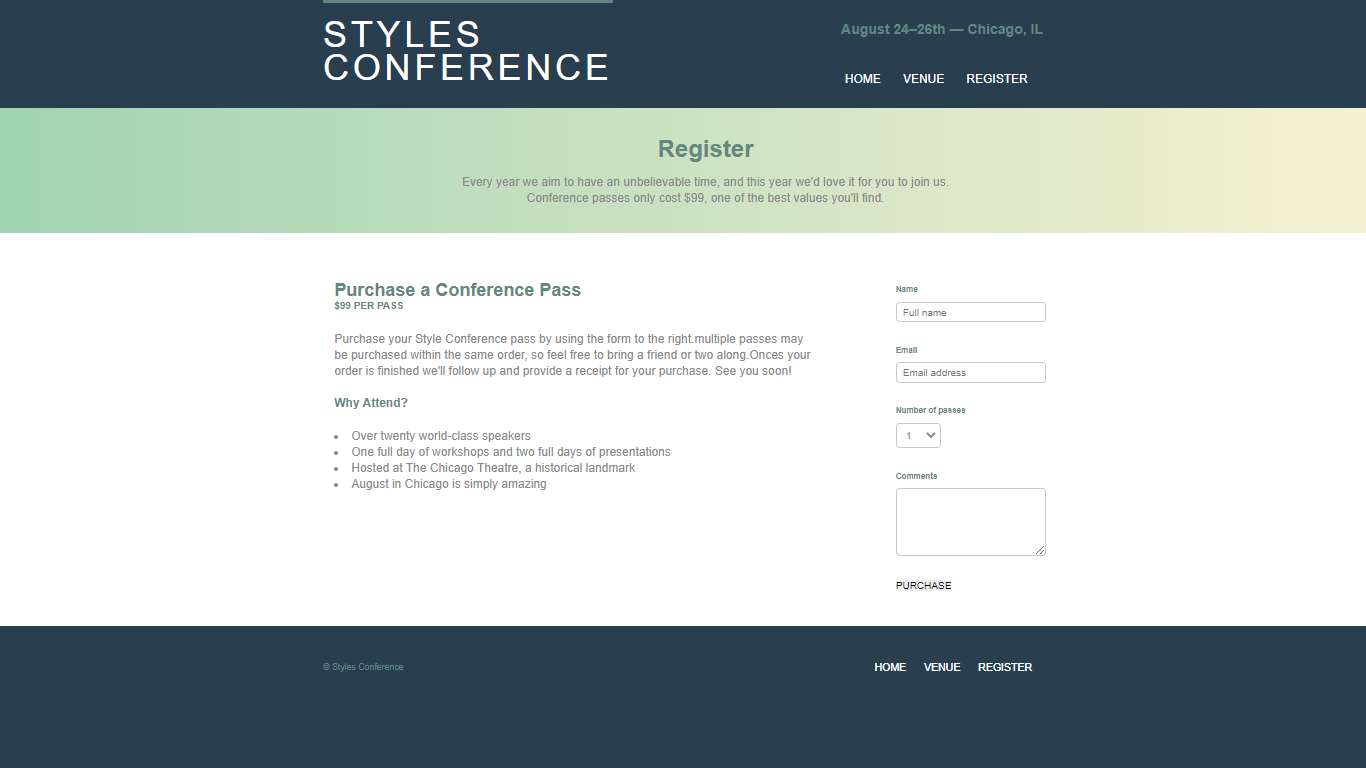 STYLES
CONFERENCE
August 24–26th — Chicago, IL
HOME VENUE REGISTER
Register
Every year we aim to have an unbelievable time, and this year we'd love it for you to join us.
Conference passes only cost $99, one of the best values you'll find.
Purchase a Conference Pass
$99 PER PASS
Purchase your Style Conference pass by using the form to the right.multiple passes may
be purchased within the same order, so feel free to bring a friend or two along.Onces your
order is finished we'll follow up and provide a receipt for your purchase. See you soon!
Why Attend?
Over twenty world-class speakers
One full day of workshops and two full days of presentations
Hosted at The Chicago Theatre, a historical landmark
August in Chicago is simply amazing
Name
Full name
Email
Email address
Number of passes
1
Comments
PURCHASE
© Styles Conference
HOME VENUE REGISTER